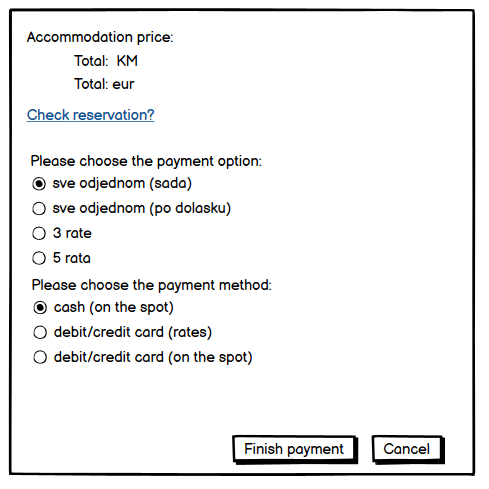 Accommodation price:
Total: KM
Total: eur
Check reservation?
Please choose the payment option:
sve odjednom (sada)
sve odjednom (po dolasku)
3 rate
5 rata
Please choose the payment method:
cash (on the spot)
debit/credit card (rates)
debit/credit card (on the spot)
Finish payment Cancel